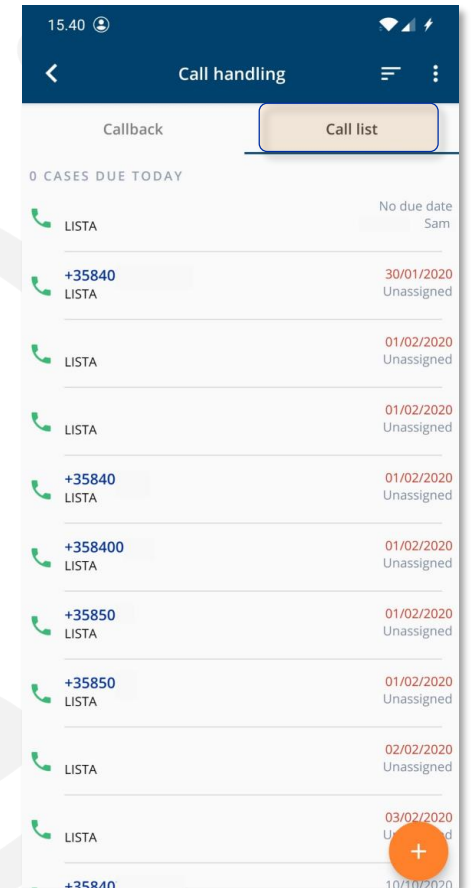 15.40
Call handling
Callback
Call list
0 CASES DUE TODAY
No due date
LISTA
Sam
+35840
30/01/2020
LISTA
Unassigned
01/02/2020
LISTA
Unassigned
01/02/2020
LISTA
Unassigned
+35840
01/02/2020
LISTA
Unassigned
+358400
01/02/2020
LISTA
Unassigned
+35850
01/02/2020
LISTA
Unassigned
+35850
01/02/2020
LISTA
Unassigned
02/02/2020
LISTA
Unassigned
03/02/2020
LISTA
+
+35840
10/10/2020